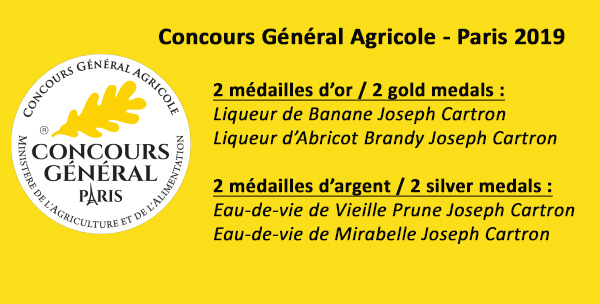 Concours Général Agricole - Paris 2019
2 médailles d'or / 2 gold medals :
Liqueur de Banane Joseph Cartron
Liqueur d'Abricot Brandy Joseph Cartron
2 médailles d'argent / 2 silver medals :
Eau-de-vie de Vieille Prune Joseph Cartron
Eau-de-vie de Mirabelle Joseph Cartron
CONCOURS GÉNÉRAL AGRICOLE
®
CONCOURS
GÉNÉRAL
PARIS
MINISTÈRE DE L'AGRICULTURE ET DE L'ALIMENTATION